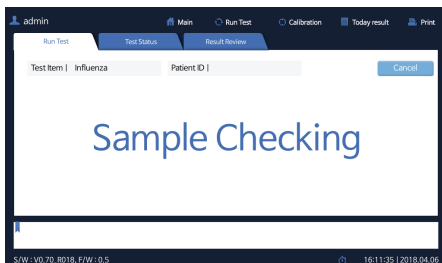 admin Main Run Test Calibration Today result Print
Run Test Test Status Result Review
Test Item | Influenza Patient ID | Cancel
Sample Checking
S/W : V0.70_R018, F/W : 0.5 16:11:35 | 2018.04.06